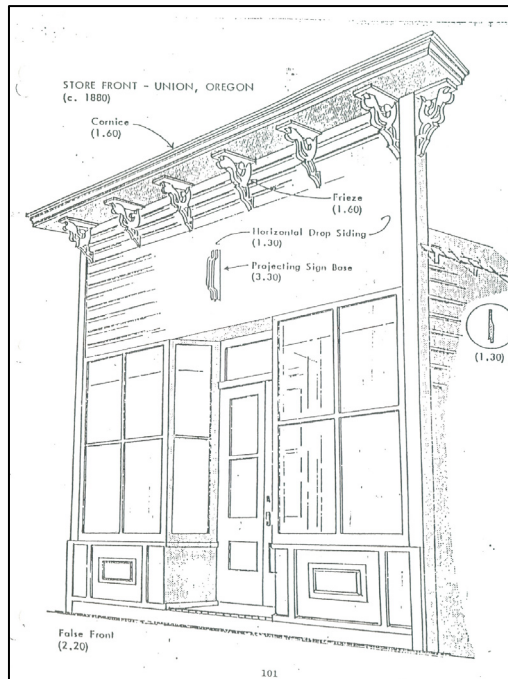 STORE FRONT - UNION, OREGON
(c. 1880)
Cornice
(1.60)
Frieze
(1.60)
Horizontal Drop Siding
(1.30)
Projecting Sign Base
(3.30)
(1.30)
False Front
(2.20)
101